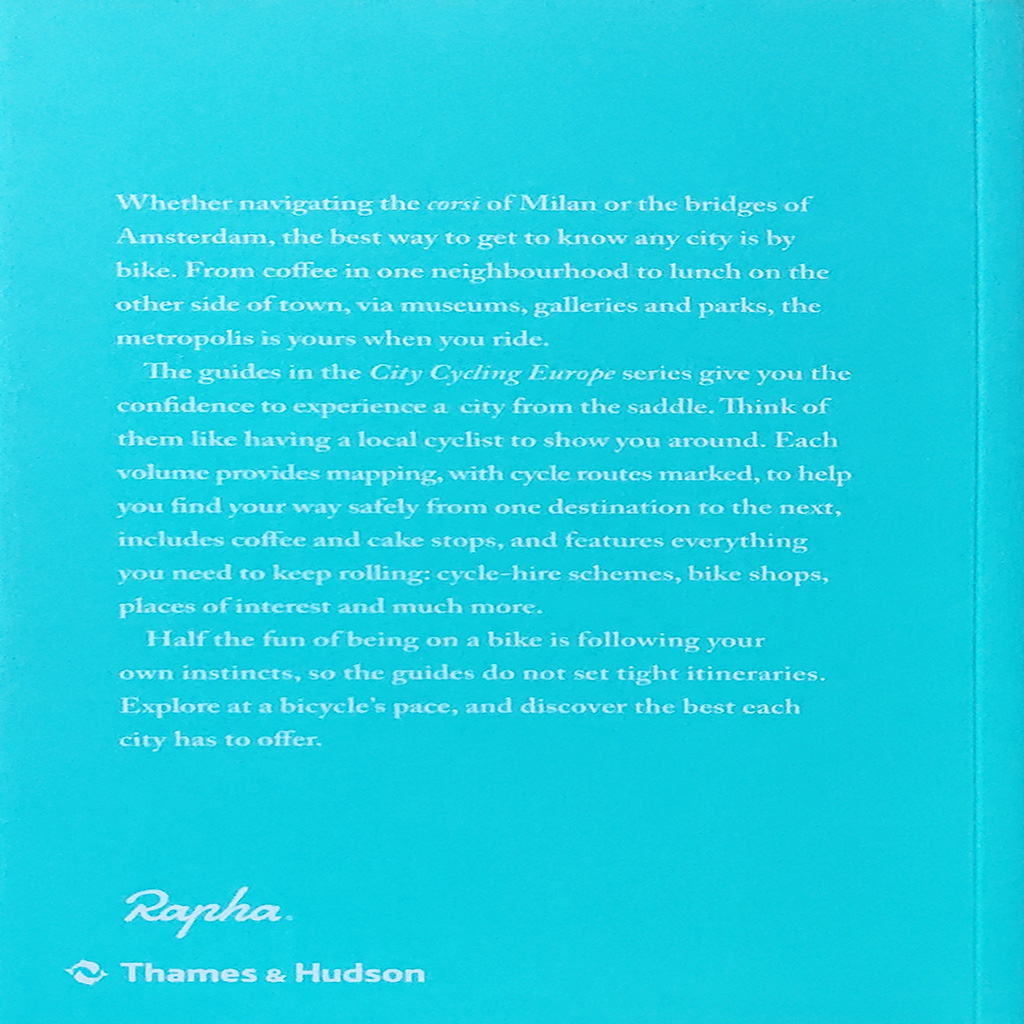 Whether navigating the corsi of Milan or the bridges of
Amsterdam, the best way to get to know any city is by
bike. From coffee in one neighbourhood to lunch on the
other side of town, via museums, galleries and parks, the
metropolis is yours when you ride.
The guides in the City Cycling Europe series give you the
confidence to experience a city from the saddle. Think of
them like having a local cyclist to show you around. Each
volume provides mapping, with cycle routes marked, to help
you find your way safely from one destination to the next,
includes coffee and cake stops, and features everything
you need to keep rolling: cycle-hire schemes, bike shops,
places of interest and much more.
Half the fun of being on a bike is following your
own instincts, so the guides do not set tight itineraries.
Explore at a bicycle's pace, and discover the best each
city has to offer.
Rapha
Thames & Hudson